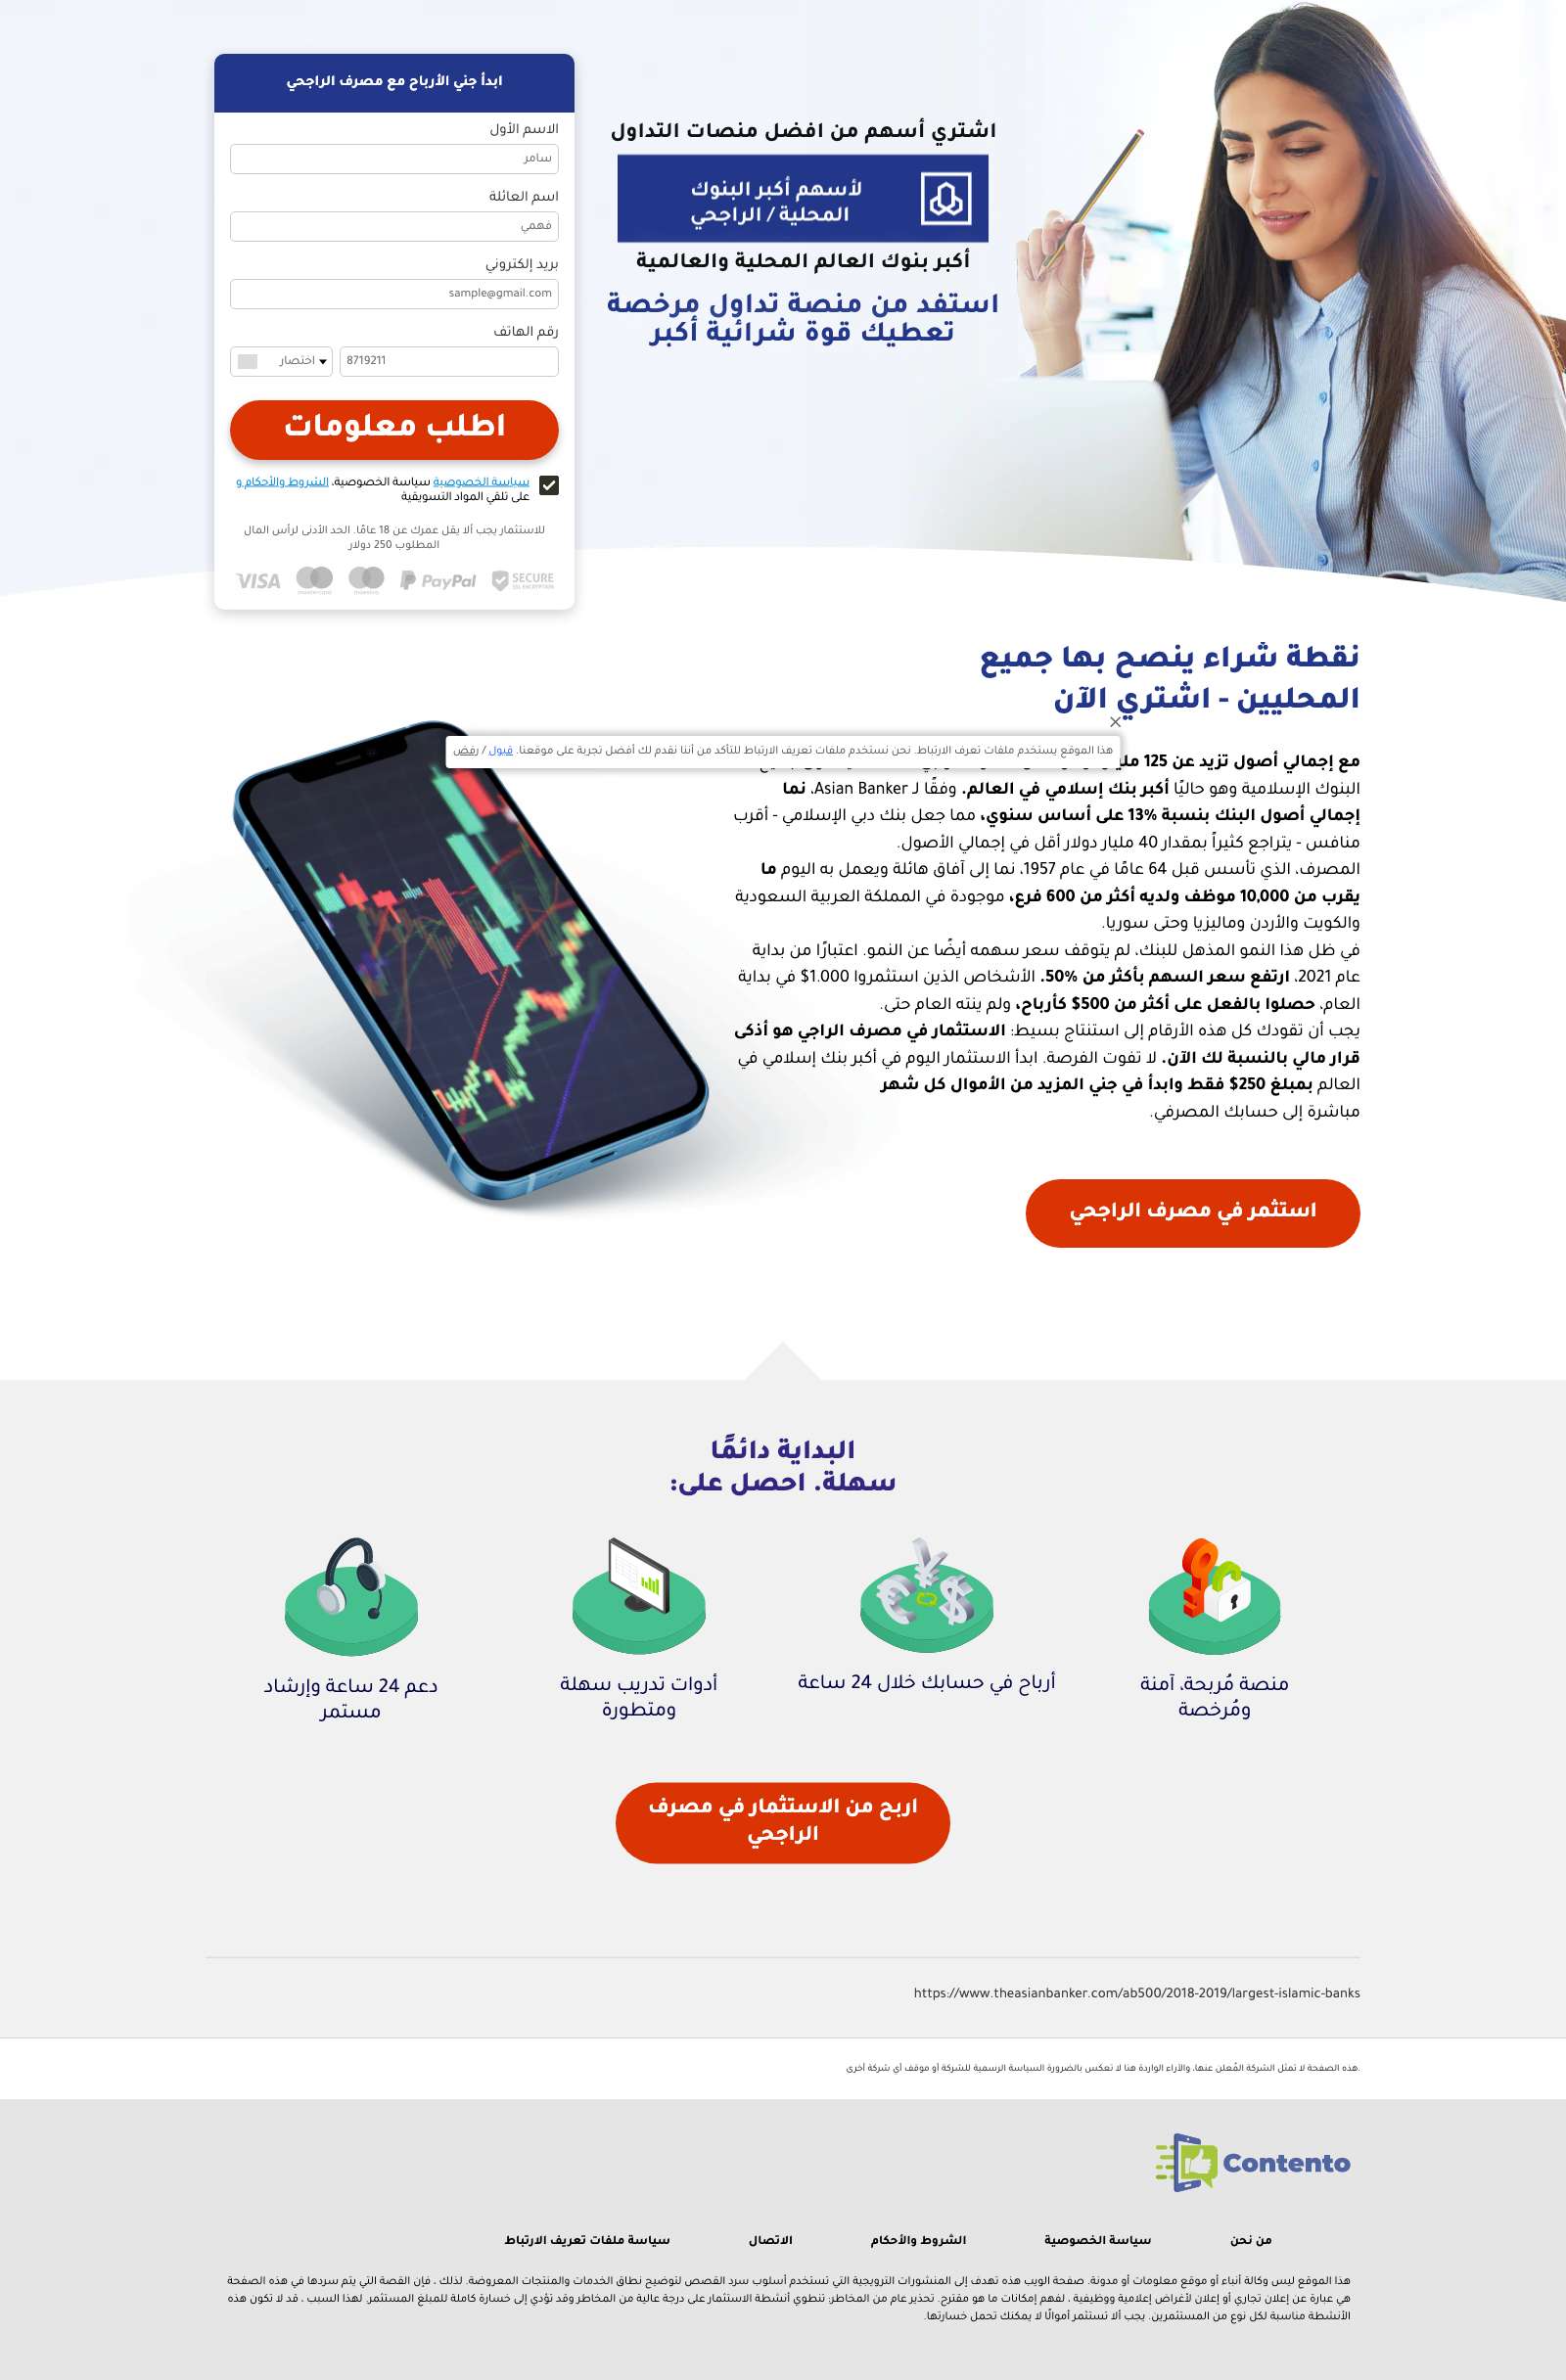 ابدأ جني الأرباح مع مصرف الراجحي
الاسم الأول
سامر
اسم العائلة
فهمي
بريد إلكتروني
sample@gmail.com
رقم الهاتف
8719211
اختصار
اطلب معلومات
سياسة الخصوصية سياسة الخصوصية، الشروط والأحكام و
على تلقي المواد التسويقية
للاستثمار يجب ألا يقل عمرك عن 18 عامًا. الحد الأدنى لرأس المال
المطلوب 250 دولار
VISA
PayPal
SECURE
اشتري أسهم من افضل منصات التداول
لأسهم أكبر البنوك
المحلية / الراجحي
أكبر بنوك العالم المحلية والعالمية
استفد من منصة تداول مرخصة
تعطيك قوة شرائية أكبر
نقطة شراء ينصح بها جميع
المحليين - اشتري الآن
هذا الموقع يستخدم ملفات تعرف الارتباط. نحن نستخدم ملفات تعريف الارتباط للتأكد من أننا نقدم لك أفضل تجربة على موقعنا. قبول / رفض
مع إجمالي أصول تزيد عن 125
البنوك الإسلامية وهو حاليًا أكبر بنك إسلامي في العالم. وفقًا لـ Asian Banker، نما
إجمالي أصول البنك بنسبة 13% على أساس سنوي، مما جعل بنك دبي الإسلامي - أقرب
منافس - يتراجع كثيراً بمقدار 40 مليار دولار أقل في إجمالي الأصول.
المصرف، الذي تأسس قبل 64 عامًا في عام 1957، نما إلى آفاق هائلة ويعمل به اليوم ما
يقرب من 10,000 موظف ولديه أكثر من 600 فرع، موجودة في المملكة العربية السعودية
والكويت والأردن وماليزيا وحتى سوريا.
في ظل هذا النمو المذهل للبنك، لم يتوقف سعر سهمه أيضًا عن النمو. اعتبارًا من بداية
عام 2021، ارتفع سعر السهم بأكثر من 50%. الأشخاص الذين استثمروا 1.000$ في بداية
العام، حصلوا بالفعل على أكثر من 500$ كأرباح، ولم ينته العام حتى.
يجب أن تقودك كل هذه الأرقام إلى استنتاج بسيط: الاستثمار في مصرف الراجي هو أذكى
قرار مالي بالنسبة لك الآن. لا تفوت الفرصة. ابدأ الاستثمار اليوم في أكبر بنك إسلامي في
العالم بمبلغ 250$ فقط وابدأ في جني المزيد من الأموال كل شهر
مباشرة إلى حسابك المصرفي.
استثمر في مصرف الراجحي
البداية دائمًا
سهلة. احصل على:
منصة مُربحة، آمنة
ومُرخصة
أرباح في حسابك خلال 24 ساعة
أدوات تدريب سهلة
ومتطورة
دعم 24 ساعة وإرشاد
مستمر
اربح من الاستثمار في مصرف
الراجحي
https://www.theasianbanker.com/ab500/2018-2019/largest-islamic-banks
هذه الصفحة لا تمثل الشركة المُعلن عنها، والآراء الواردة هنا لا تعكس بالضرورة السياسة الرسمية للشركة أو موقف أي شركة أخرى.
Contento
من نحن
سياسة الخصوصية
الشروط والأحكام
الاتصال
سياسة ملفات تعريف الارتباط
هذا الموقع ليس وكالة أنباء أو موقع معلومات أو مدونة. صفحة الويب هذه تهدف إلى المنشورات الترويجية التي تستخدم أسلوب سرد القصص لتوضيح نطاق الخدمات والمنتجات المعروضة. لذلك ، فإن القصة التي يتم سردها في هذه الصفحة
هي عبارة عن إعلان تجاري أو إعلان لأغراض إعلامية ووظيفية ، لفهم إمكانات ما هو مقترح. تحذير عام من المخاطر: تنطوي أنشطة الاستثمار على درجة عالية من المخاطر وقد تؤدي إلى خسارة كاملة للمبلغ المستثمر. لهذا السبب ، قد لا تكون هذه
الأنشطة مناسبة لكل نوع من المستثمرين. يجب ألا تستثمر أموالًا لا يمكنك تحمل خسارتها.